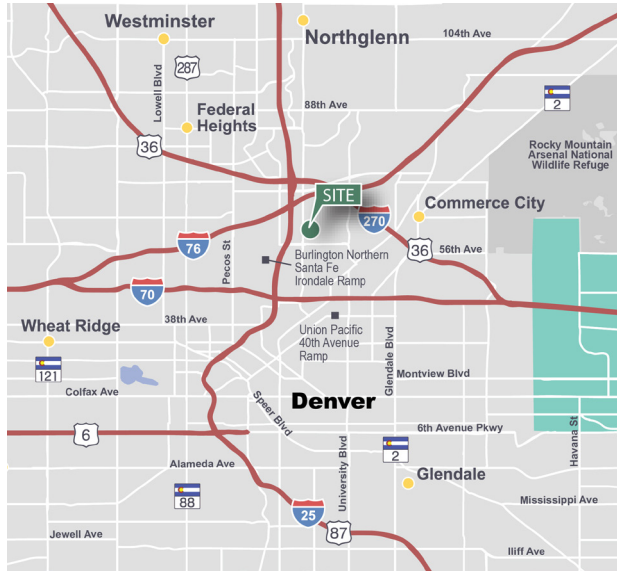 Westminster
Northglenn
104th Ave
287
Lowell Blvd
2
88th Ave
Federal
Heights
36
Rocky Mountain
Arsenal National
Wildlife Refuge
SITE
Commerce City
270
76
Pecos St
36
56th Ave
Burlington Northern
Santa Fe
Irondale Ramp
70
38th Ave
Wheat Ridge
Union Pacific
40th Avenue
Ramp
Glendale Blvd
121
Montview Blvd
Colfax Ave
Speer Blvd
Denver
Havana St
6
6th Avenue Pkwy
University Blvd
2
Alameda Ave
Glendale
88
Mississippi Ave
25
87
Jewell Ave
Iliff Ave